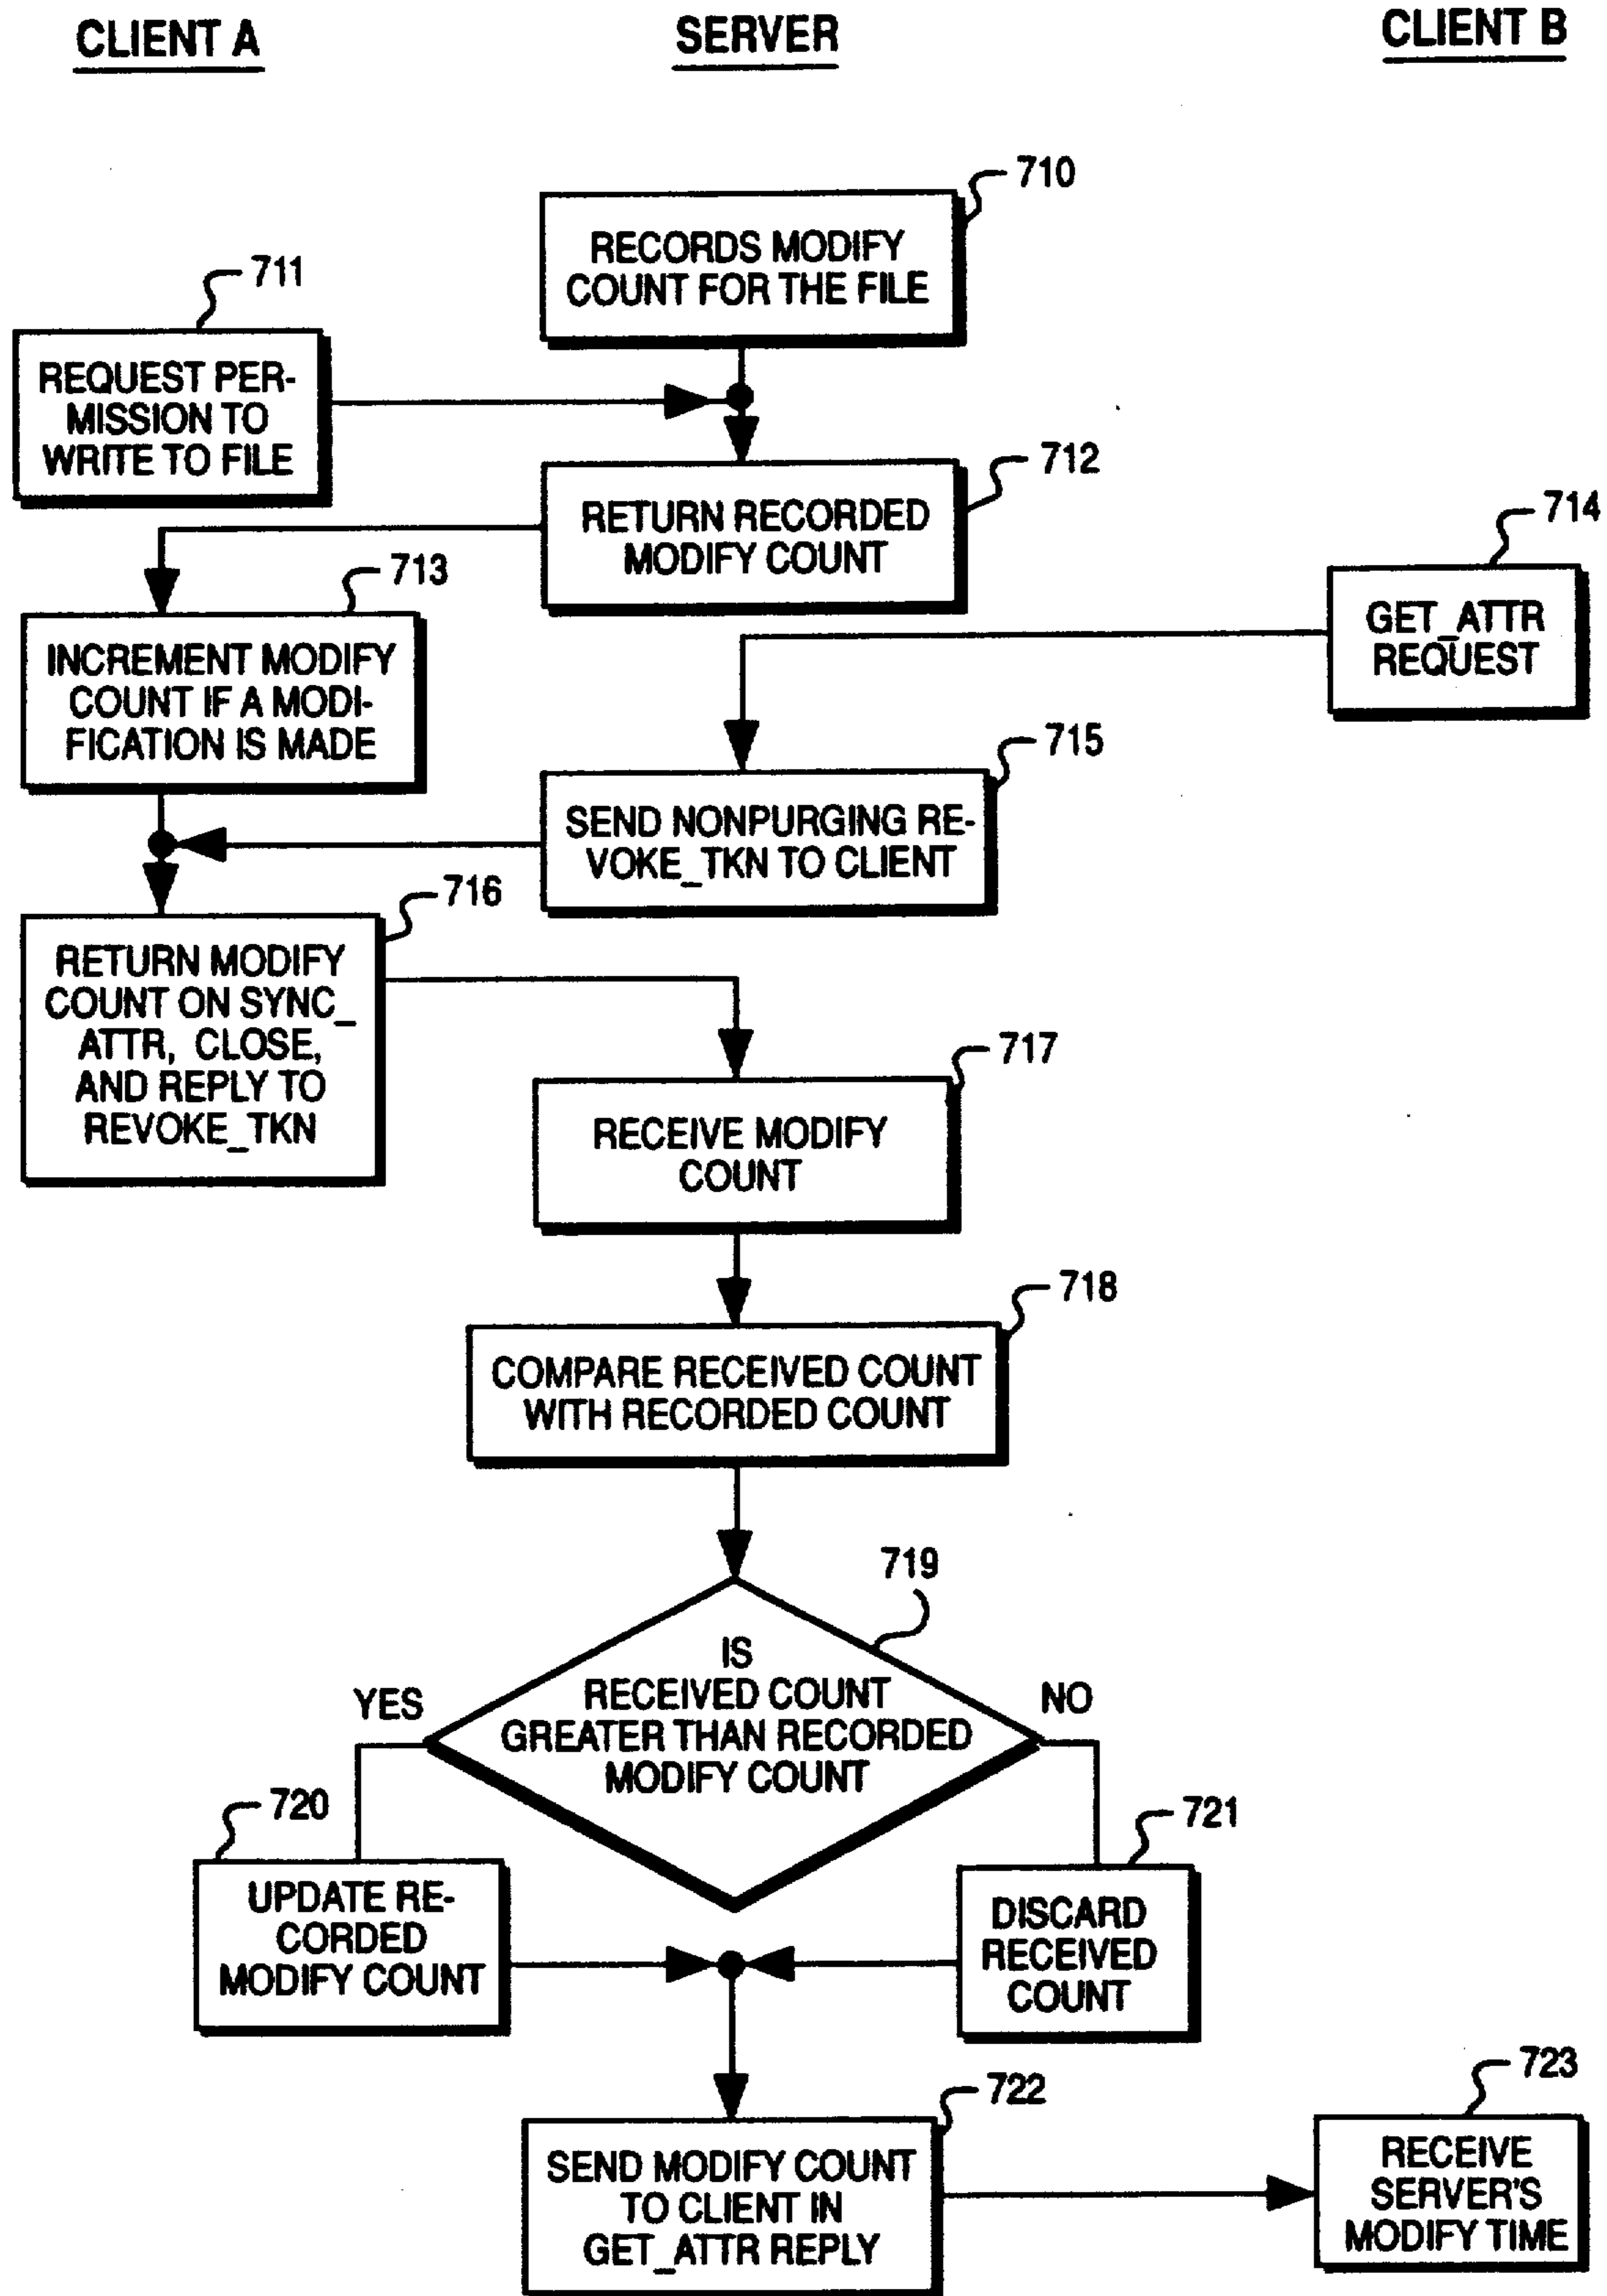 CLIENT A
SERVER
CLIENT B
710
RECORDS MODIFY
COUNT FOR THE FILE
711
REQUEST PER-
MISSION TO
WRITE TO FILE
712
RETURN RECORDED
MODIFY COUNT
713
INCREMENT MODIFY
COUNT IF A MODI-
FICATION IS MADE
714
GET_ATTR
REQUEST
715
SEND NONPURGING RE-
VOKE_TKN TO CLIENT
716
RETURN MODIFY
COUNT ON SYNC_
ATTR, CLOSE,
AND REPLY TO
REVOKE_TKN
717
RECEIVE MODIFY
COUNT
718
COMPARE RECEIVED COUNT
WITH RECORDED COUNT
719
IS
RECEIVED COUNT
GREATER THAN RECORDED
MODIFY COUNT
YES
NO
720
UPDATE RE-
CORDED
MODIFY COUNT
721
DISCARD
RECEIVED
COUNT
722
SEND MODIFY COUNT
TO CLIENT IN
GET_ATTR REPLY
723
RECEIVE
SERVER'S
MODIFY TIME